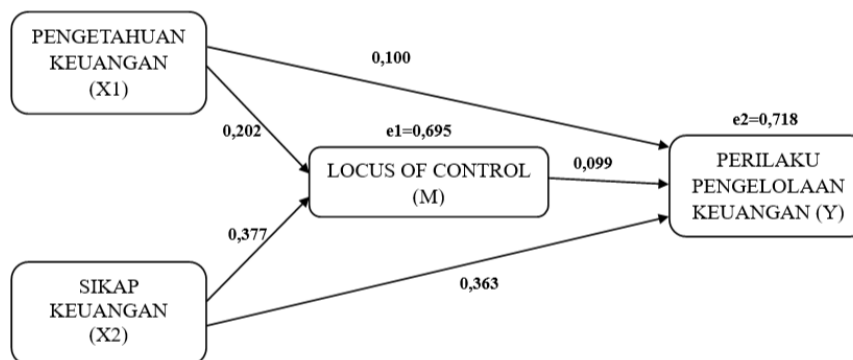 PENGETAHUAN
KEUANGAN
(X1)
0,100
0,202
e1=0,695
e2=0,718
LOCUS OF CONTROL
(M)
0,099
PERILAKU
PENGELOLAAN
KEUANGAN (Y)
0,377
0,363
SIKAP
KEUANGAN
(X2)